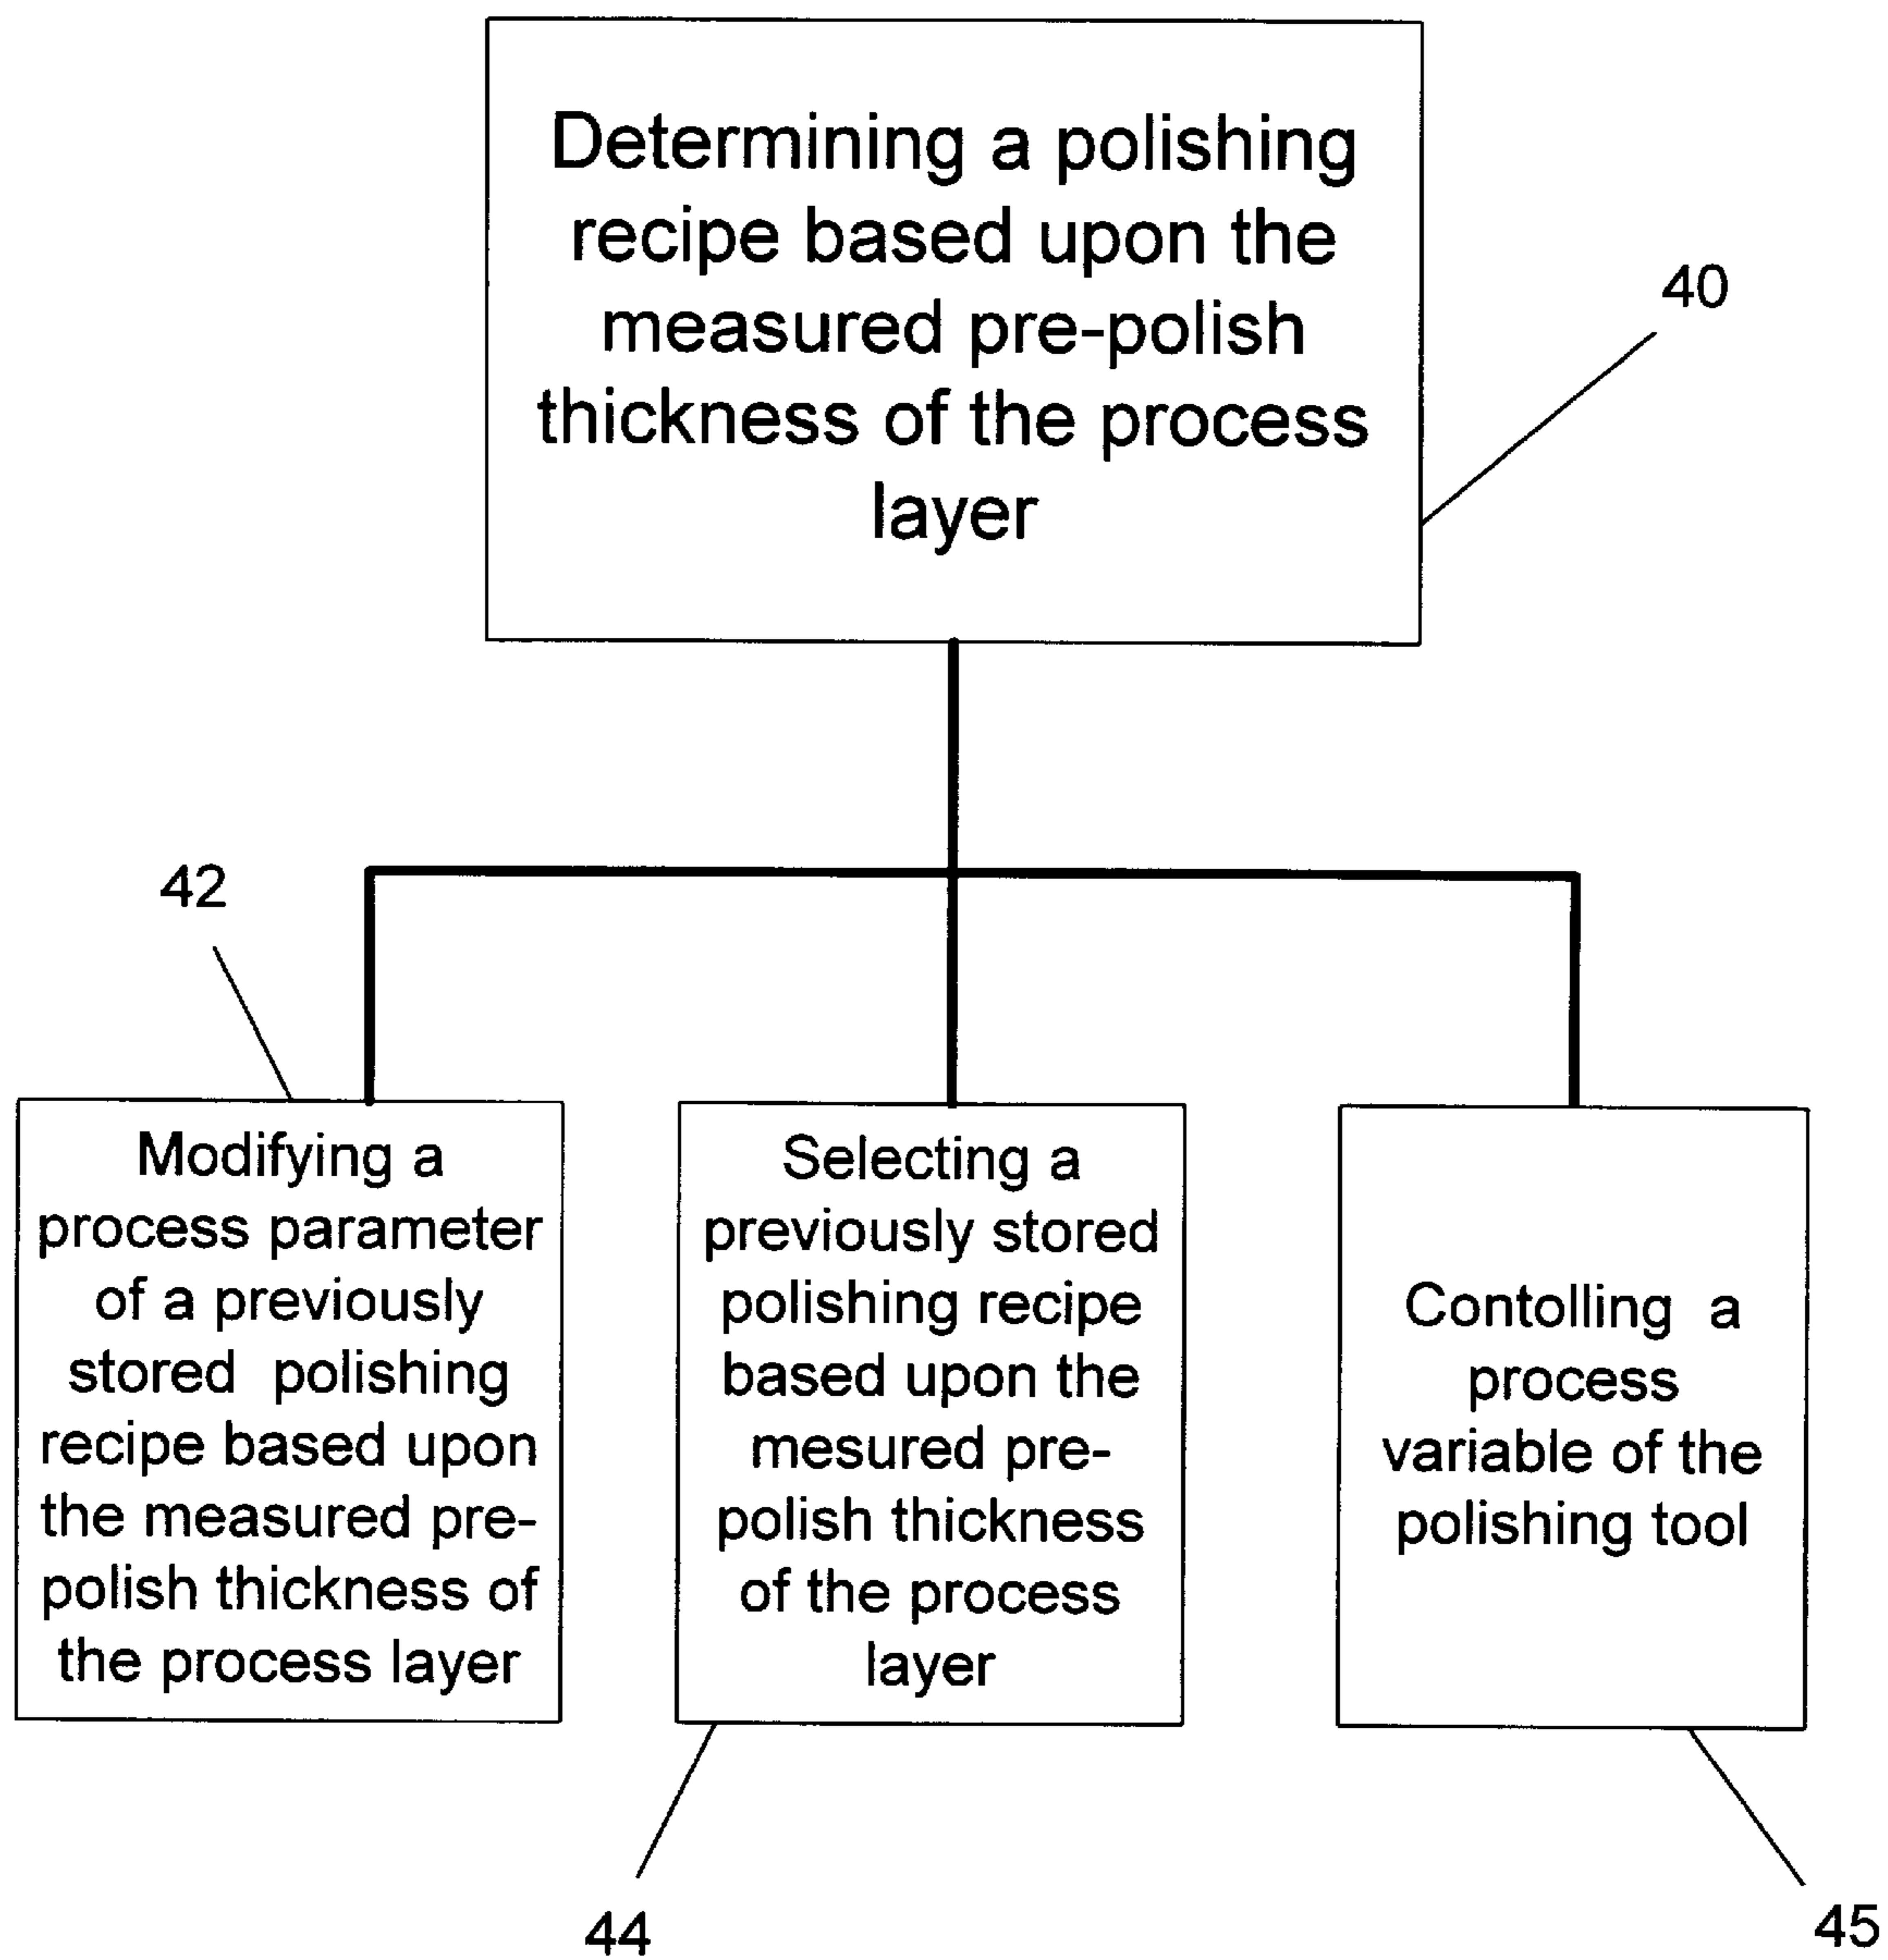 Determining a polishing
recipe based upon the
measured pre-polish
thickness of the process
layer
40
42
Modifying a
process parameter
of a previously
stored polishing
recipe based upon
the measured pre-
polish thickness of
the process layer
Selecting a
previously stored
polishing recipe
based upon the
mesured pre-
polish thickness
of the process
layer
Contolling a
process
variable of the
polishing tool
44
45